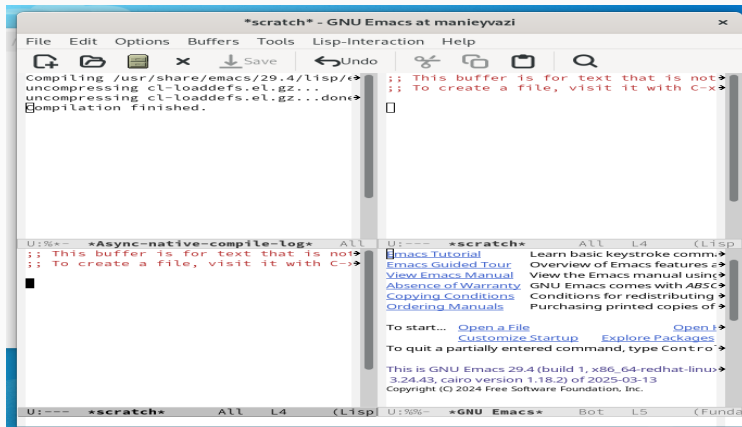 *scratch* - GNU Emacs at manieyvazi
File Edit Options Buffers Tools Lisp-Interaction Help
Save Undo
Compiling /usr/share/emacs/29.4/lisp/e
uncompressing cl-loaddefs.el.gz...
uncompressing cl-loaddefs.el.gz...done
Compilation finished.
U:%*- *Async-native-compile-log* All
;; This buffer is for text that is not
;; To create a file, visit it with C-x
U:--- *scratch* All L4 (Lisp
;; This buffer is for text that is not
;; To create a file, visit it with C-
U:--- *scratch* All L4 (Lisp
Emacs Tutorial Learn basic keystroke comm
Emacs Guided Tour Overview of Emacs features
View Emacs Manual View the Emacs manual using
Absence of Warranty GNU Emacs comes with ABSO
Copying Conditions Conditions for redistributing
Ordering Manuals Purchasing printed copies of
To start... Open a File Open
Customize Startup Explore Packages
To quit a partially entered command, type Contro
This is GNU Emacs 29.4 (build 1, x86_64-redhat-linux
3.24.43, cairo version 1.18.2) of 2025-03-13
Copyright (C) 2024 Free Software Foundation, Inc.
U:%%- *GNU Emacs* Bot L5 (Funda